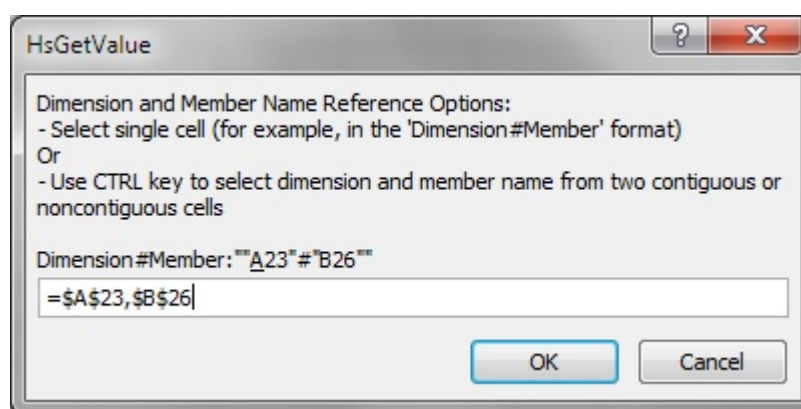 HsGetValue
?
X
Dimension and Member Name Reference Options:
- Select single cell (for example, in the 'Dimension#Member' format)
Or
- Use CTRL key to select dimension and member name from two contiguous or
noncontiguous cells
Dimension#Member:""A23"#"B26""
=$A$23,$B$26
OK
Cancel